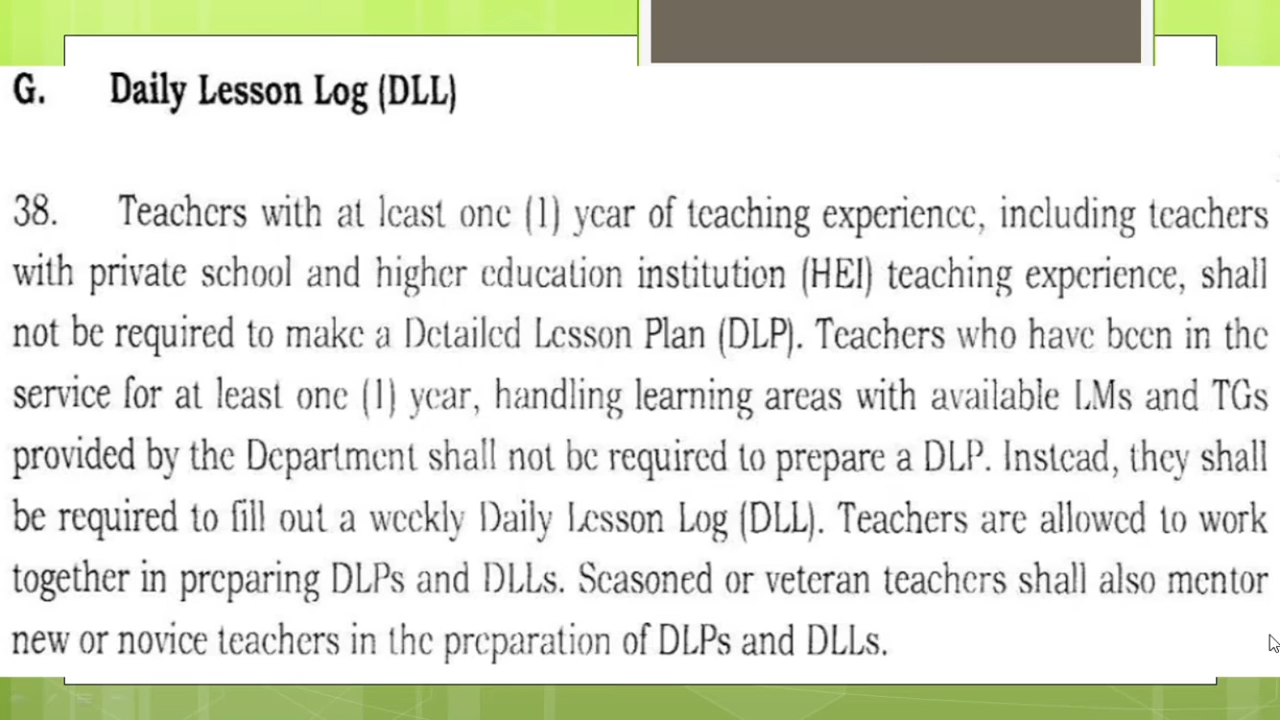 G. Daily Lesson Log (DLL)
38. Teachers with at least one (1) year of teaching experience, including teachers
with private school and higher education institution (HEI) teaching experience, shall
not be required to make a Detailed Lesson Plan (DLP). Teachers who have been in the
service for at least one (1) year, handling learning areas with available LMs and TGs
provided by the Department shall not be required to prepare a DLP. Instead, they shall
be required to fill out a weekly Daily Lesson Log (DLL). Teachers are allowed to work
together in preparing DLPs and DLLs. Seasoned or veteran teachers shall also mentor
new or novice teachers in the preparation of DLPs and DLLs.